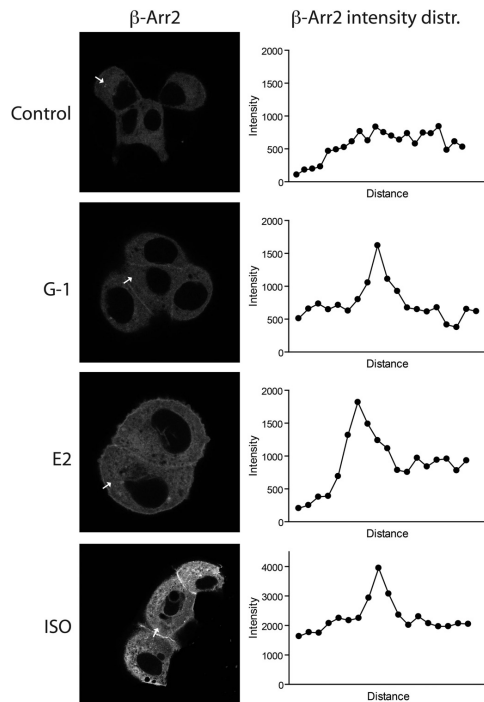 β-Arr2
β-Arr2 intensity distr.
Control
2000
1500
1000
500
0
Intensity
Distance
G-1
2000
1500
1000
500
0
Intensity
Distance
E2
2000
1500
1000
500
0
Intensity
Distance
ISO
4000
3000
2000
1000
0
Intensity
Distance